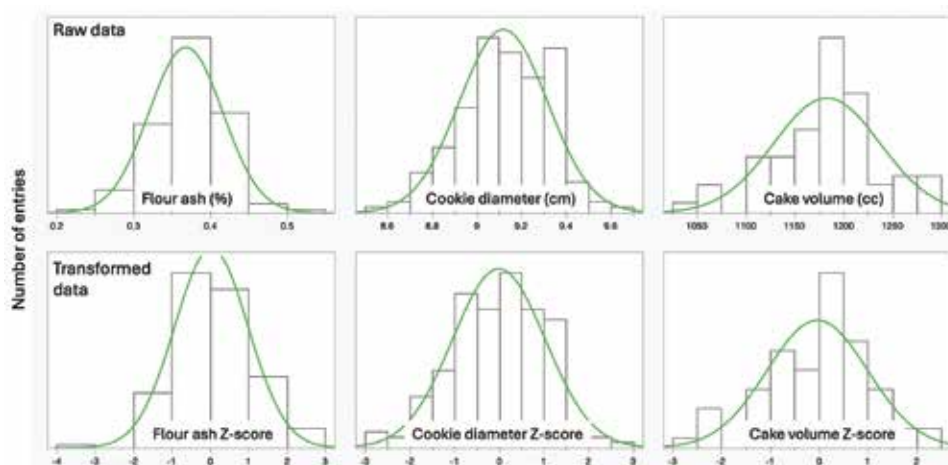 Number of entries
Raw data
Flour ash (%)
0.2 0.3 0.4 0.5
Cookie diameter (cm)
8.6 8.8 9 9.2 9.4 9.6
Cake volume (cc)
1050 1100 1150 1200 1250 1300
Transformed
data
Flour ash Z-score
-4 -3 -2 -1 0 1 2 3
Cookie diameter Z-score
-3 -2 -1 0 1 2 3
Cake volume Z-score
-3 -2 -1 0 1 2